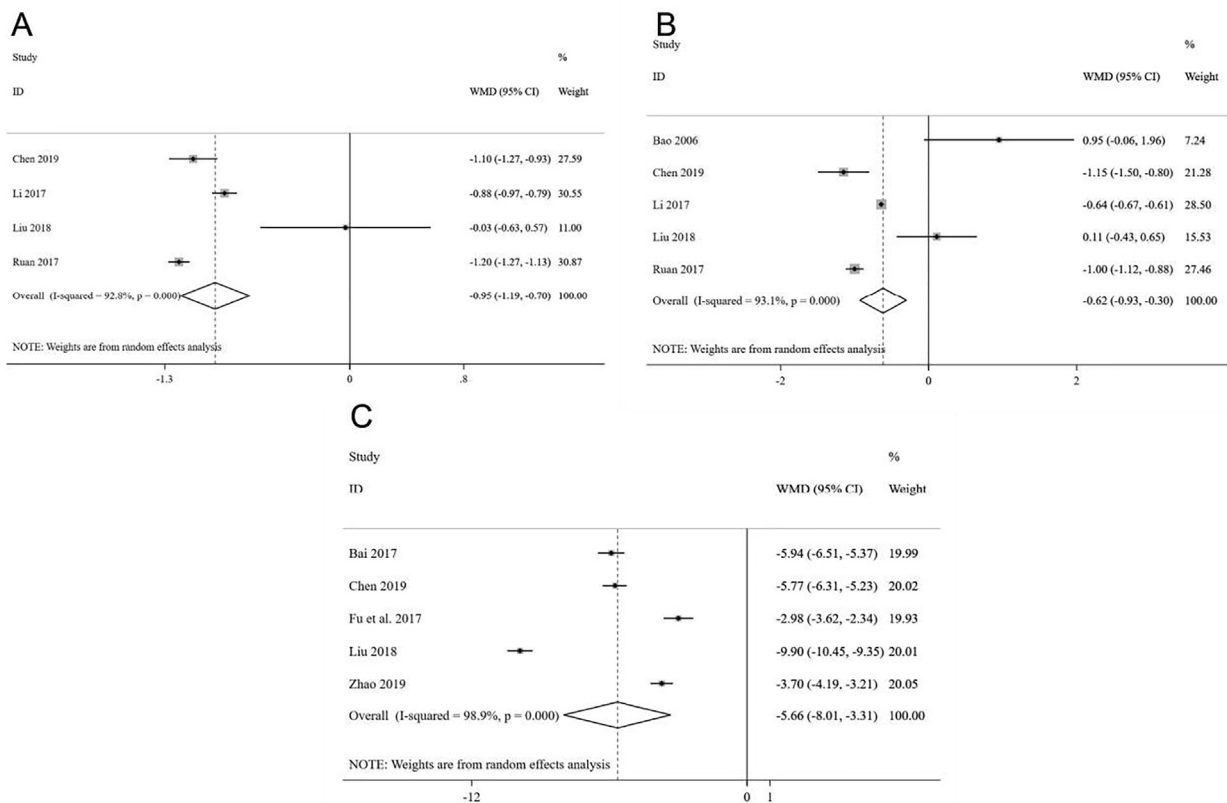 A
Study %
ID WMD (95% CI) Weight
Chen 2019 -1.10 (-1.27, -0.93) 27.59
Li 2017 -0.88 (-0.97, -0.79) 30.55
Liu 2018 -0.03 (-0.63, 0.57) 11.00
Ruan 2017 -1.20 (-1.27, -1.13) 30.87
Overall (I-squared = 92.8%, p = 0.000) -0.95 (-1.19, -0.70) 100.00
NOTE: Weights are from random effects analysis
-1.3 0 .8
B
Study %
ID WMD (95% CI) Weight
Bao 2006 0.95 (-0.06, 1.96) 7.24
Chen 2019 -1.15 (-1.50, -0.80) 21.28
Li 2017 -0.64 (-0.67, -0.61) 28.50
Liu 2018 0.11 (-0.43, 0.65) 15.53
Ruan 2017 -1.00 (-1.12, -0.88) 27.46
Overall (I-squared = 93.1%, p = 0.000) -0.62 (-0.93, -0.30) 100.00
NOTE: Weights are from random effects analysis
-2 0 2
C
Study %
ID WMD (95% CI) Weight
Bai 2017 -5.94 (-6.51, -5.37) 19.99
Chen 2019 -5.77 (-6.31, -5.23) 20.02
Fu et al. 2017 -2.98 (-3.62, -2.34) 19.93
Liu 2018 -9.90 (-10.45, -9.35) 20.01
Zhao 2019 -3.70 (-4.19, -3.21) 20.05
Overall (I-squared = 98.9%, p = 0.000) -5.66 (-8.01, -3.31) 100.00
NOTE: Weights are from random effects analysis
-12 0 1